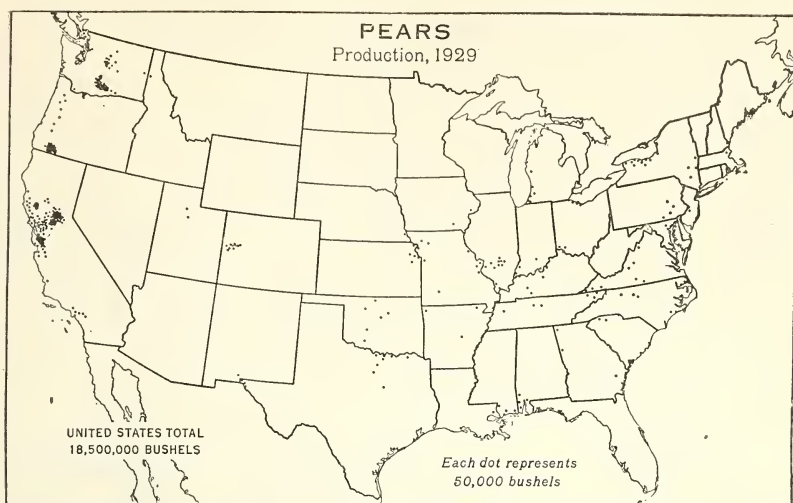 PEARS
Production, 1929
UNITED STATES TOTAL
18,500,000 BUSHELS
Each dot represents
50,000 bushels